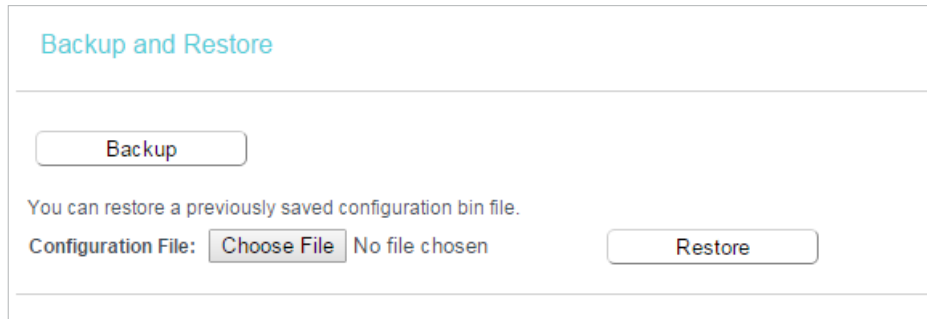 Backup and Restore
Backup
You can restore a previously saved configuration bin file.
Configuration File: Choose File No file chosen Restore